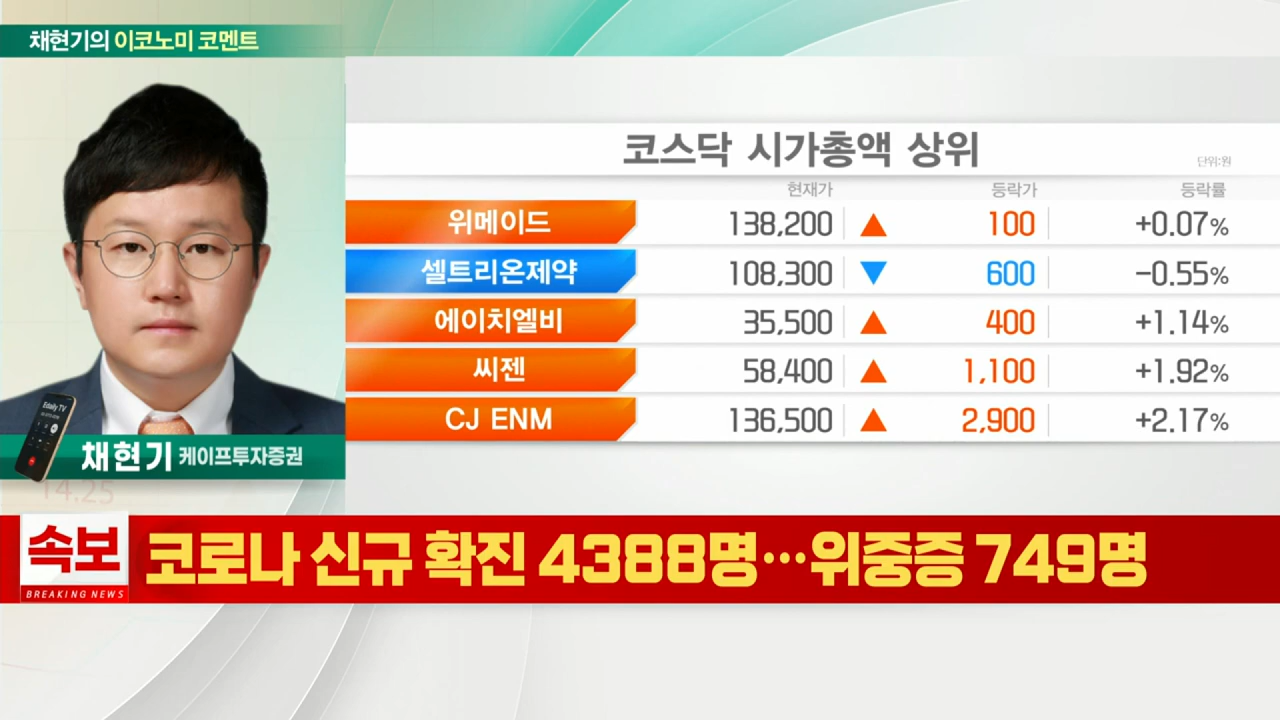 채현기의 이코노미 코멘트
코스닥 시가총액 상위
단위:원
현재가 등락가 등락률
위메이드 138,200 ▲ 100 +0.07%
셀트리온제약 108,300 ▼ 600 -0.55%
에이치엘비 35,500 ▲ 400 +1.14%
씨젠 58,400 ▲ 1,100 +1.92%
CJ ENM 136,500 ▲ 2,900 +2.17%
Edaily TV
채현기 케이프투자증권
14.25
속보 코로나 신규 확진 4388명…위중증 749명
BREAKING NEWS